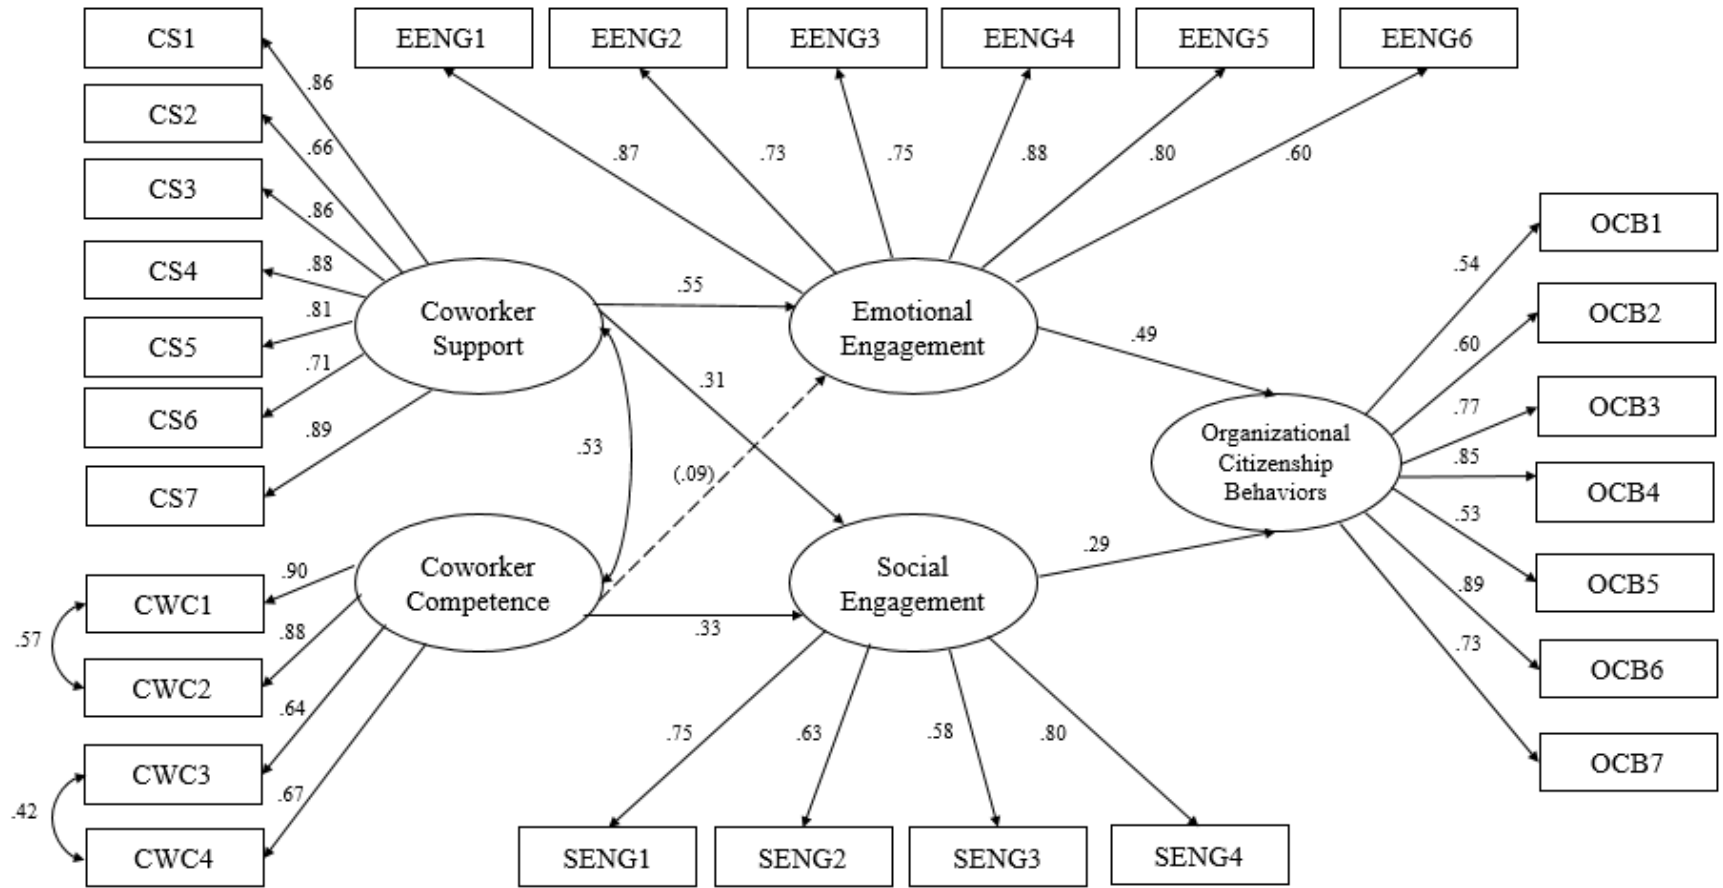 CS1
CS2
CS3
CS4
CS5
CS6
CS7
.86
.66
.86
.88
.81
.71
.89
EENG1
EENG2
EENG3
EENG4
EENG5
EENG6
.87
.73
.75
.88
.80
.60
Coworker
Support
Emotional
Engagement
.55
.31
.53
(.09)
.33
.49
.29
Coworker
Competence
Social
Engagement
Organizational
Citizenship
Behaviors
OCB1
OCB2
OCB3
OCB4
OCB5
OCB6
OCB7
.54
.60
.77
.85
.53
.89
.73
CWC1
CWC2
CWC3
CWC4
.90
.88
.64
.67
.57
.42
.75
.63
.58
.80
SENG1
SENG2
SENG3
SENG4